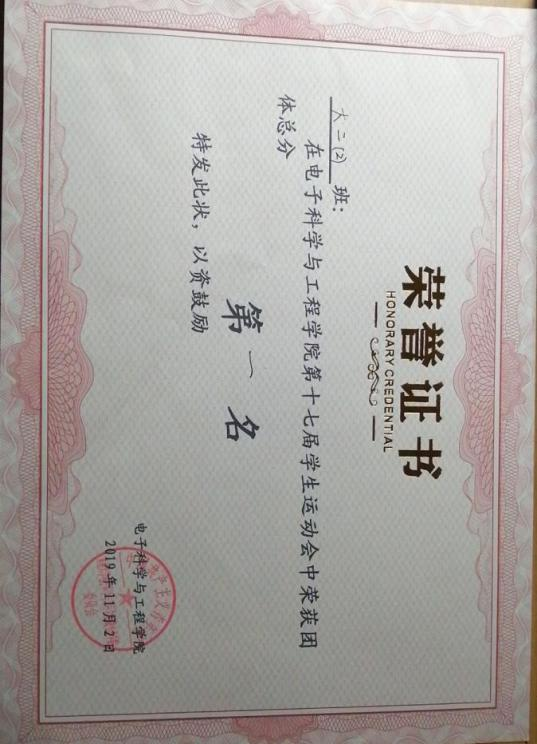 荣誉证书
HONORARY CREDENTIAL
大二(2)班：
在电子科学与工程学院第十七届学生运动会中荣获团
体总分
第一名
特发此状，以资鼓励
电子科学与工程学院
2019年11月2日